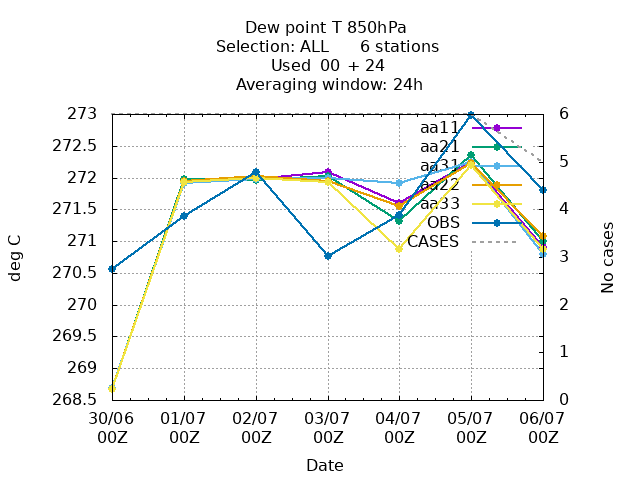 Dew point T 850hPa
Selection: ALL 6 stations
Used 00 + 24
Averaging window: 24h
273
272.5
272
271.5
271
270.5
270
269.5
269
268.5
6
5
4
3
2
1
0
aa11
aa21
aa31
aa22
aa33
OBS
CASES
deg C
No cases
30/06 01/07 02/07 03/07 04/07 05/07 06/07
00Z 00Z 00Z 00Z 00Z 00Z 00Z
Date